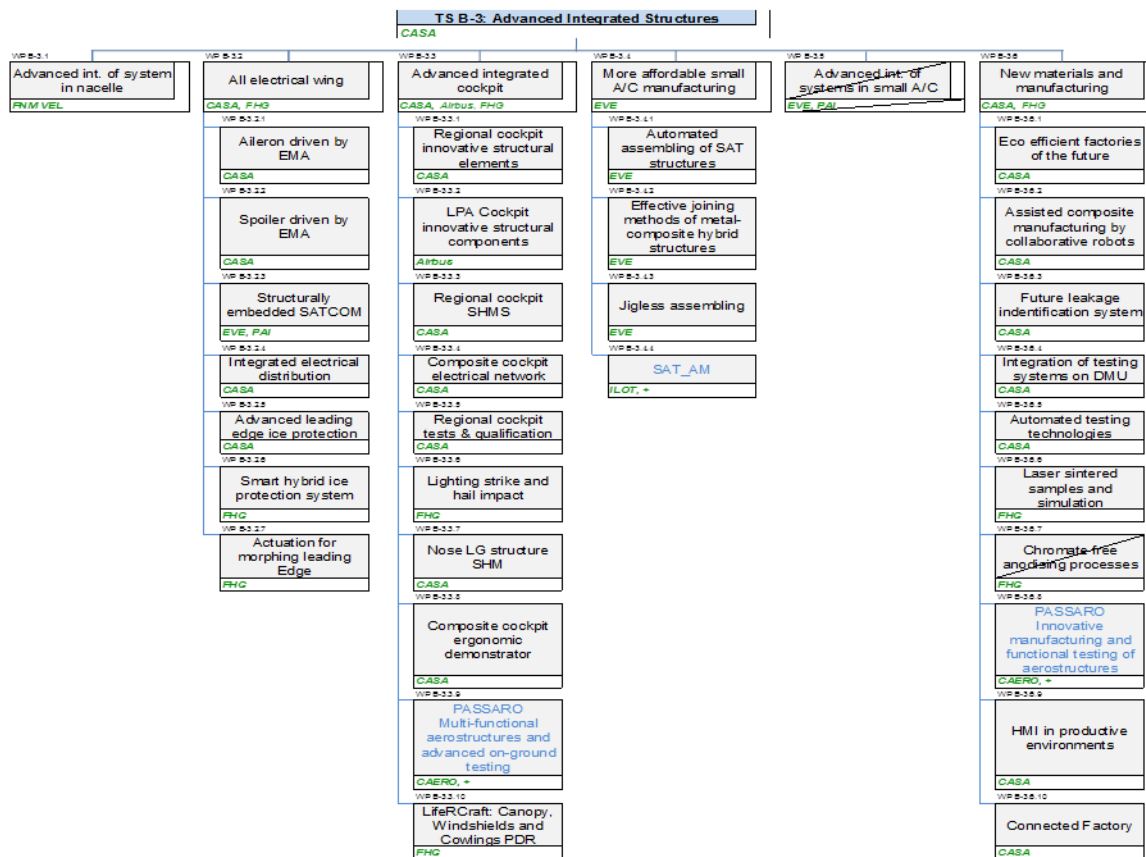 TS B-3: Advanced Integrated Structures
CASA
WP B-3.1
Advanced int. of system
in nacelle
FNM VEL
WP B-3.2
All electrical wing
CASA, FHG
WP B-3.2.1
Aileron driven by
EMA
CASA
WP B-3.2.2
Spoiler driven by
EMA
CASA
WP B-3.2.3
Structurally
embedded SATCOM
EVE, PAI
WP B-3.2.4
Integrated electrical
distribution
CASA
WP B-3.2.5
Advanced leading
edge ice protection
CASA
WP B-3.2.6
Smart hybrid ice
protection system
FHG
WP B-3.2.7
Actuation for
morphing leading
Edge
FHG
WP B-3.3
Advanced integrated
cockpit
CASA, Airbus, FHG
WP B-3.3.1
Regional cockpit
innovative structural
elements
CASA
WP B-3.3.2
LPA Cockpit
innovative structural
components
Airbus
WP B-3.3.3
Regional cockpit
SHMS
CASA
WP B-3.3.4
Composite cockpit
electrical network
CASA
WP B-3.3.5
Regional cockpit
tests & qualification
CASA
WP B-3.3.6
Lighting strike and
hail impact
FHG
WP B-3.3.7
Nose LG structure
SHM
CASA
WP B-3.3.8
Composite cockpit
ergonomic
demonstrator
CASA
WP B-3.3.9
PASSARO
Multi-functional
aerostructures and
advanced on-ground
testing
CAERO, +
WP B-3.3.10
LifeRCraft: Canopy,
Windshields and
Cowlings PDR
FHG
WP B-3.4
More affordable small
A/C manufacturing
EVE
WP B-3.4.1
Automated
assembling of SAT
structures
EVE
WP B-3.4.2
Effective joining
methods of metal-
composite hybrid
structures
EVE
WP B-3.4.3
Jigless assembling
EVE
WP B-3.4.4
SAT_AM
ILOT, +
WP B-3.5
Advanced int. of
systems in small A/C
EVE, PAI
WP B-3.6
New materials and
manufacturing
CASA, FHG
WP B-3.6.1
Eco efficient factories
of the future
CASA
WP B-3.6.2
Assisted composite
manufacturing by
collaborative robots
CASA
WP B-3.6.3
Future leakage
indentification system
CASA
WP B-3.6.4
Integration of testing
systems on DMU
CASA
WP B-3.6.5
Automated testing
technologies
CASA
WP B-3.6.6
Laser sintered
samples and
simulation
FHG
WP B-3.6.7
Chromate free
anodising processes
FHG
WP B-3.6.8
PASSARO
Innovative
manufacturing and
functional testing of
aerostructures
CAERO, +
WP B-3.6.9
HMI in productive
environments
CASA
WP B-3.6.10
Connected Factory
CASA